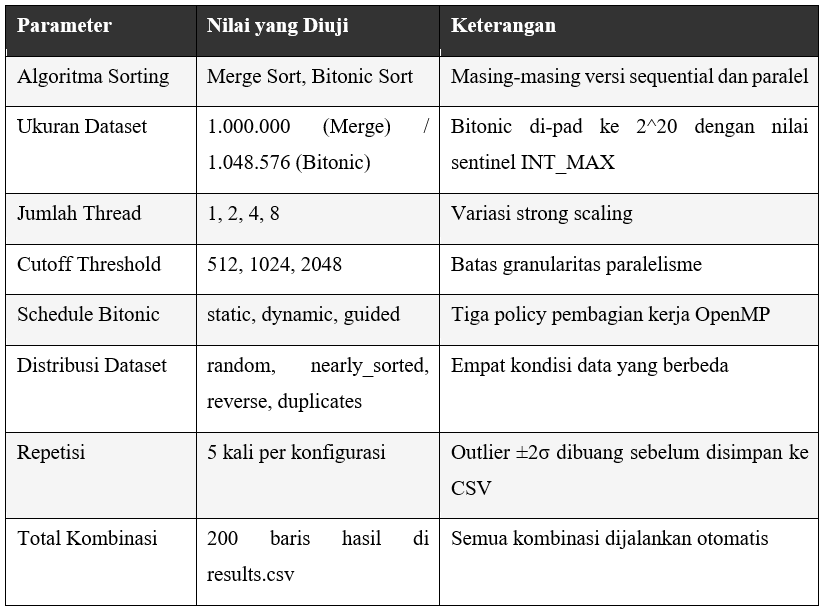 Parameter Nilai yang Diuji Keterangan
Algoritma Sorting Merge Sort, Bitonic Sort Masing-masing versi sequential dan paralel
Ukuran Dataset 1.000.000 (Merge) / Bitonic di-pad ke 2^20 dengan nilai
1.048.576 (Bitonic) sentinel INT_MAX
Jumlah Thread 1, 2, 4, 8 Variasi strong scaling
Cutoff Threshold 512, 1024, 2048 Batas granularitas paralelisme
Schedule Bitonic static, dynamic, guided Tiga policy pembagian kerja OpenMP
Distribusi Dataset random, nearly_sorted, Empat kondisi data yang berbeda
reverse, duplicates
Repetisi 5 kali per konfigurasi Outlier ±2σ dibuang sebelum disimpan ke
CSV
Total Kombinasi 200 baris hasil di Semua kombinasi dijalankan otomatis
results.csv